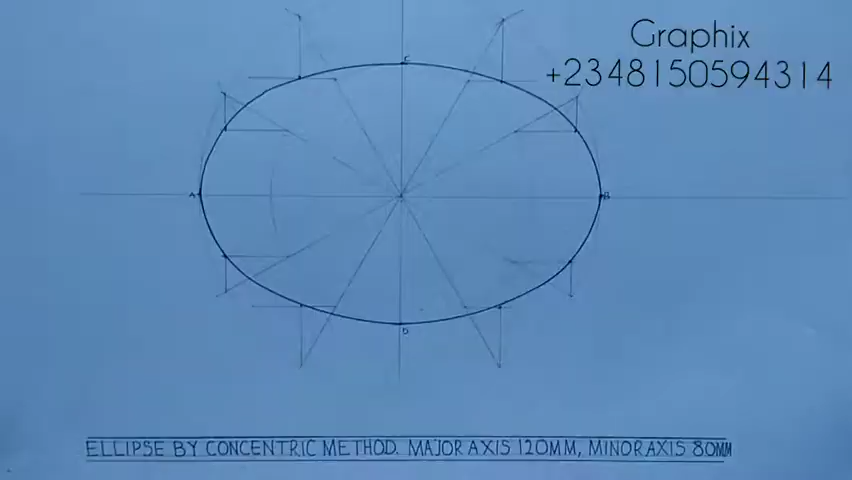 Graphix
+2348150594314
C
A
B
D
ELLIPSE BY CONCENTRIC METHOD. MAJOR AXIS 120MM, MINOR AXIS 80MM